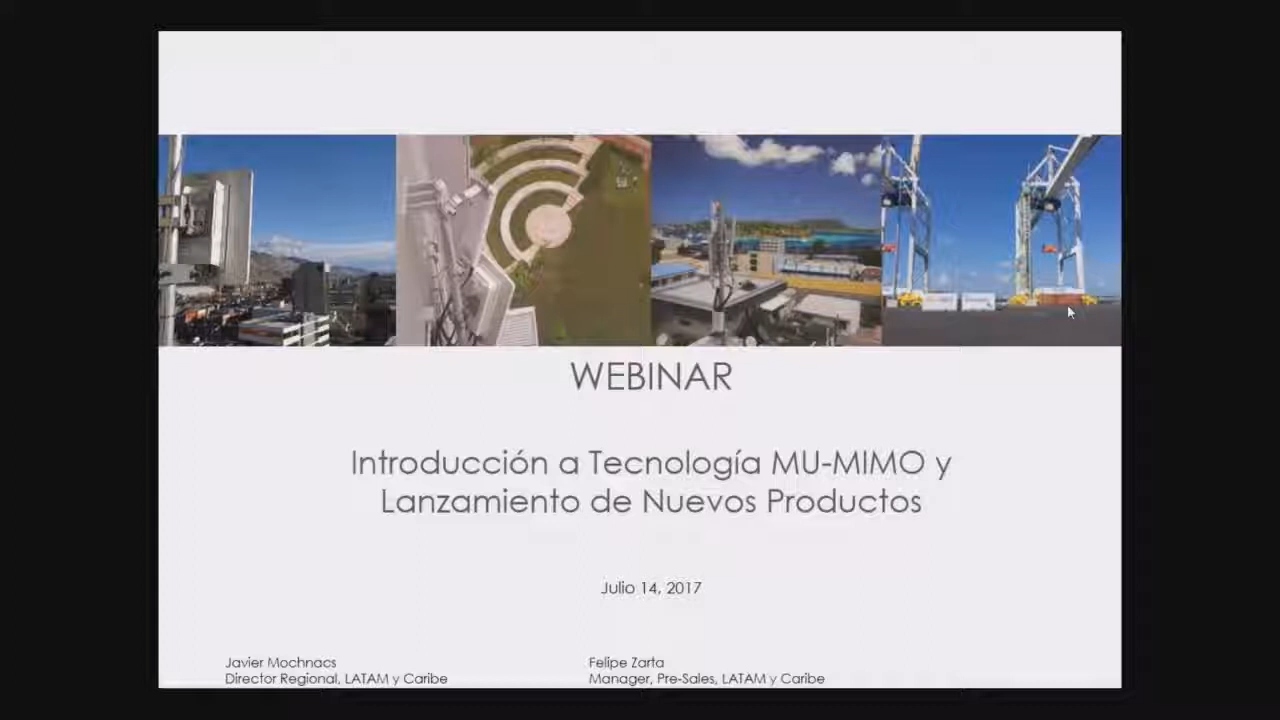 WEBINAR
Introducción a Tecnología MU-MIMO y
Lanzamiento de Nuevos Productos
Julio 14, 2017
Javier Mochnacs
Director Regional, LATAM y Caribe
Felipe Zarta
Manager, Pre-Sales, LATAM y Caribe